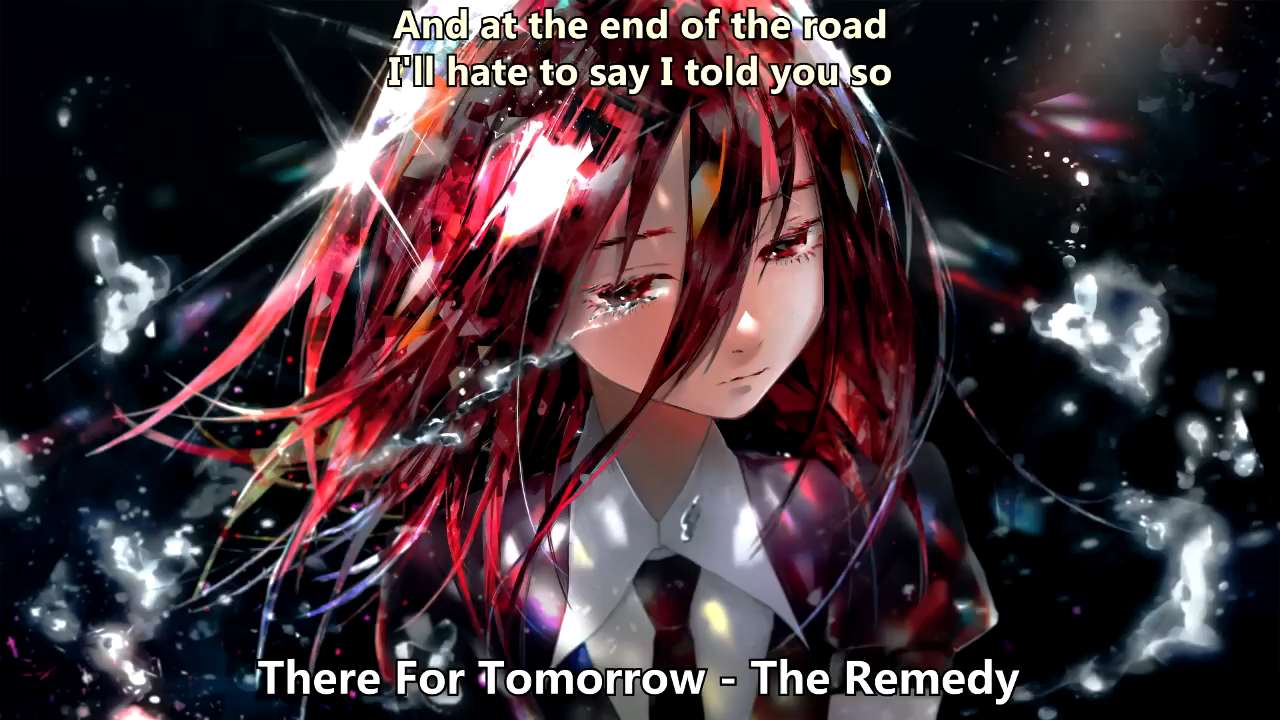 And at the end of the road
I'll hate to say I told you so
There For Tomorrow - The Remedy